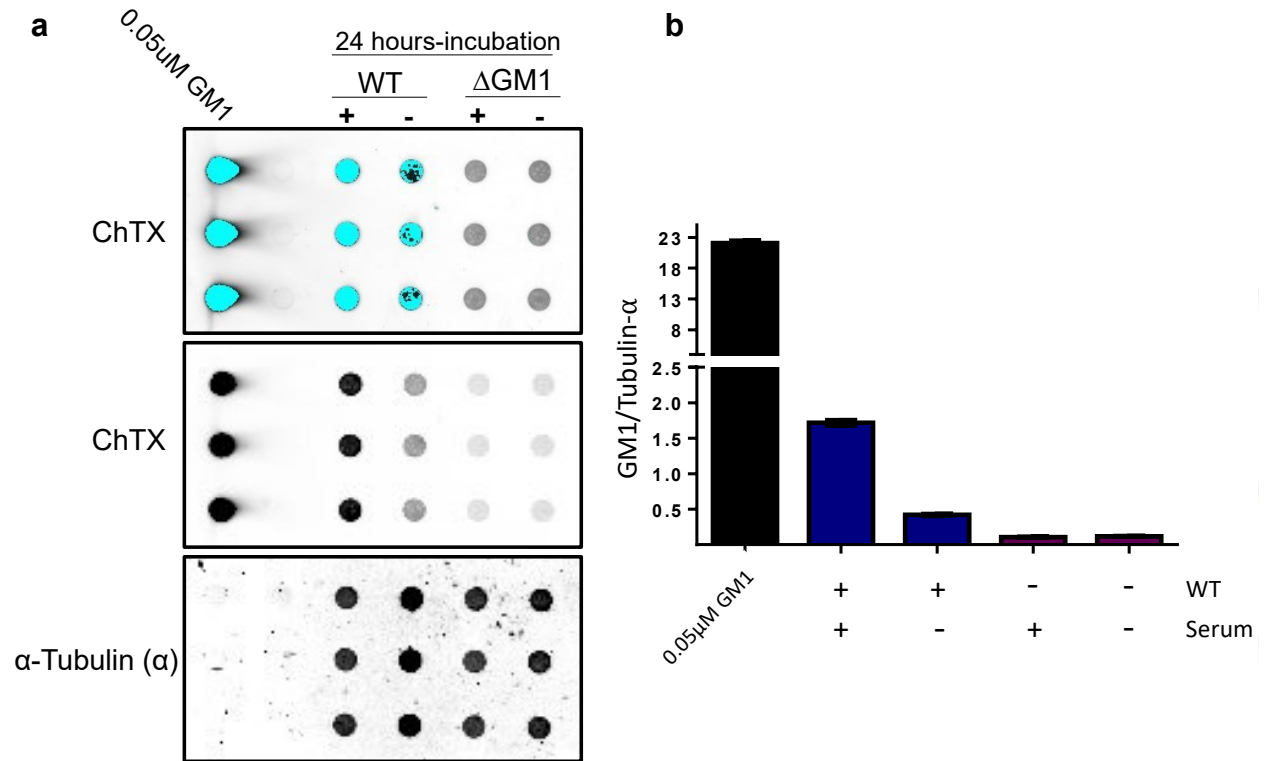 a
0.05uM GM1
24 hours-incubation
WT ΔGM1
+ - + -
ChTX
ChTX
α-Tubulin (α)
b
GM1/Tubulin-α
23
18
13
8
2.5
2.0
1.5
1.0
0.5
0.05μM GM1
+ + - - WT
+ - + - Serum